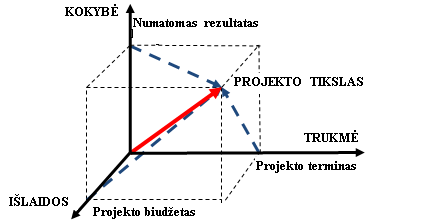 KOKYBĖ
Numatomas rezultatas
PROJEKTO TIKSLAS
TRUKMĖ
Projekto terminas
IŠLAIDOS
Projekto biudžetas